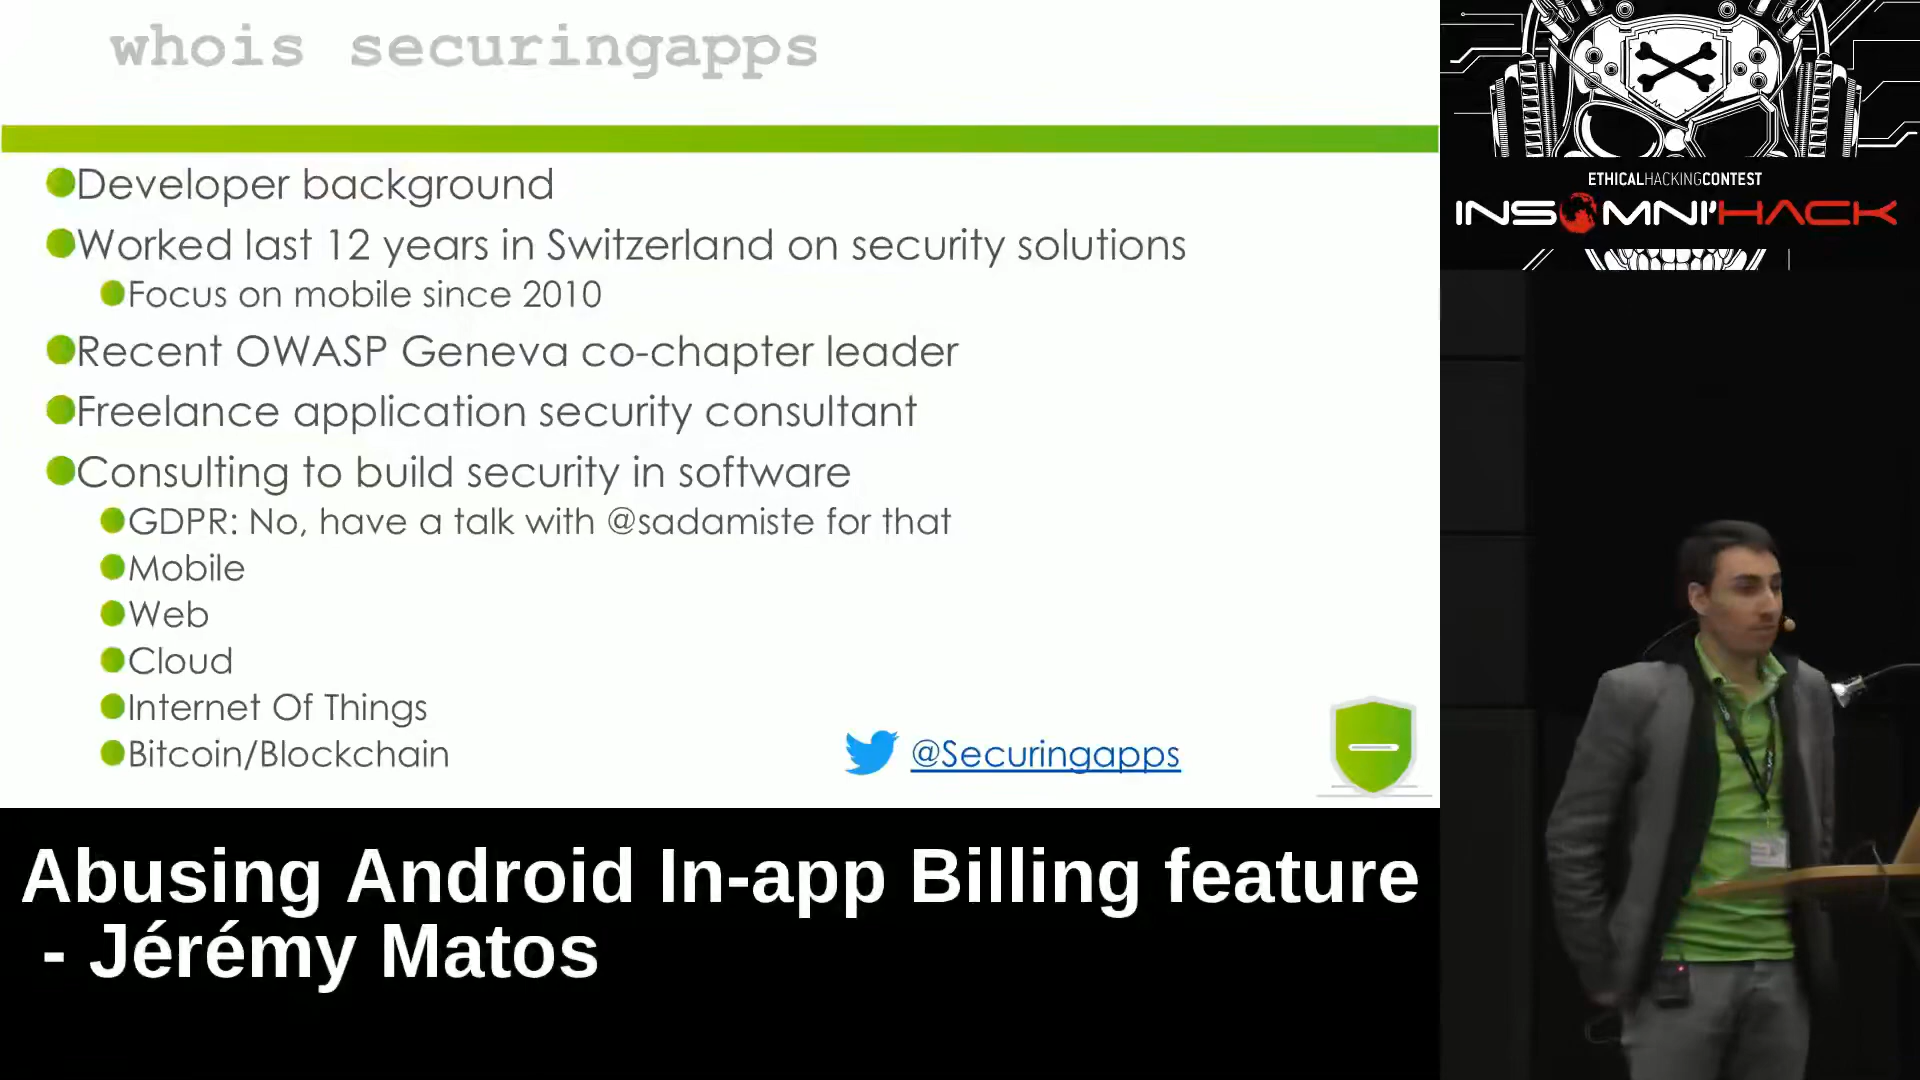 whois securingapps
Developer background
Worked last 12 years in Switzerland on security solutions
Focus on mobile since 2010
Recent OWASP Geneva co-chapter leader
Freelance application security consultant
Consulting to build security in software
GDPR: No, have a talk with @sadamiste for that
Mobile
Web
Cloud
Internet Of Things
Bitcoin/Blockchain
@Securingapps
ETHICALHACKINGCONTEST
INSOMNI'HACK
Abusing Android In-app Billing feature
- Jérémy Matos